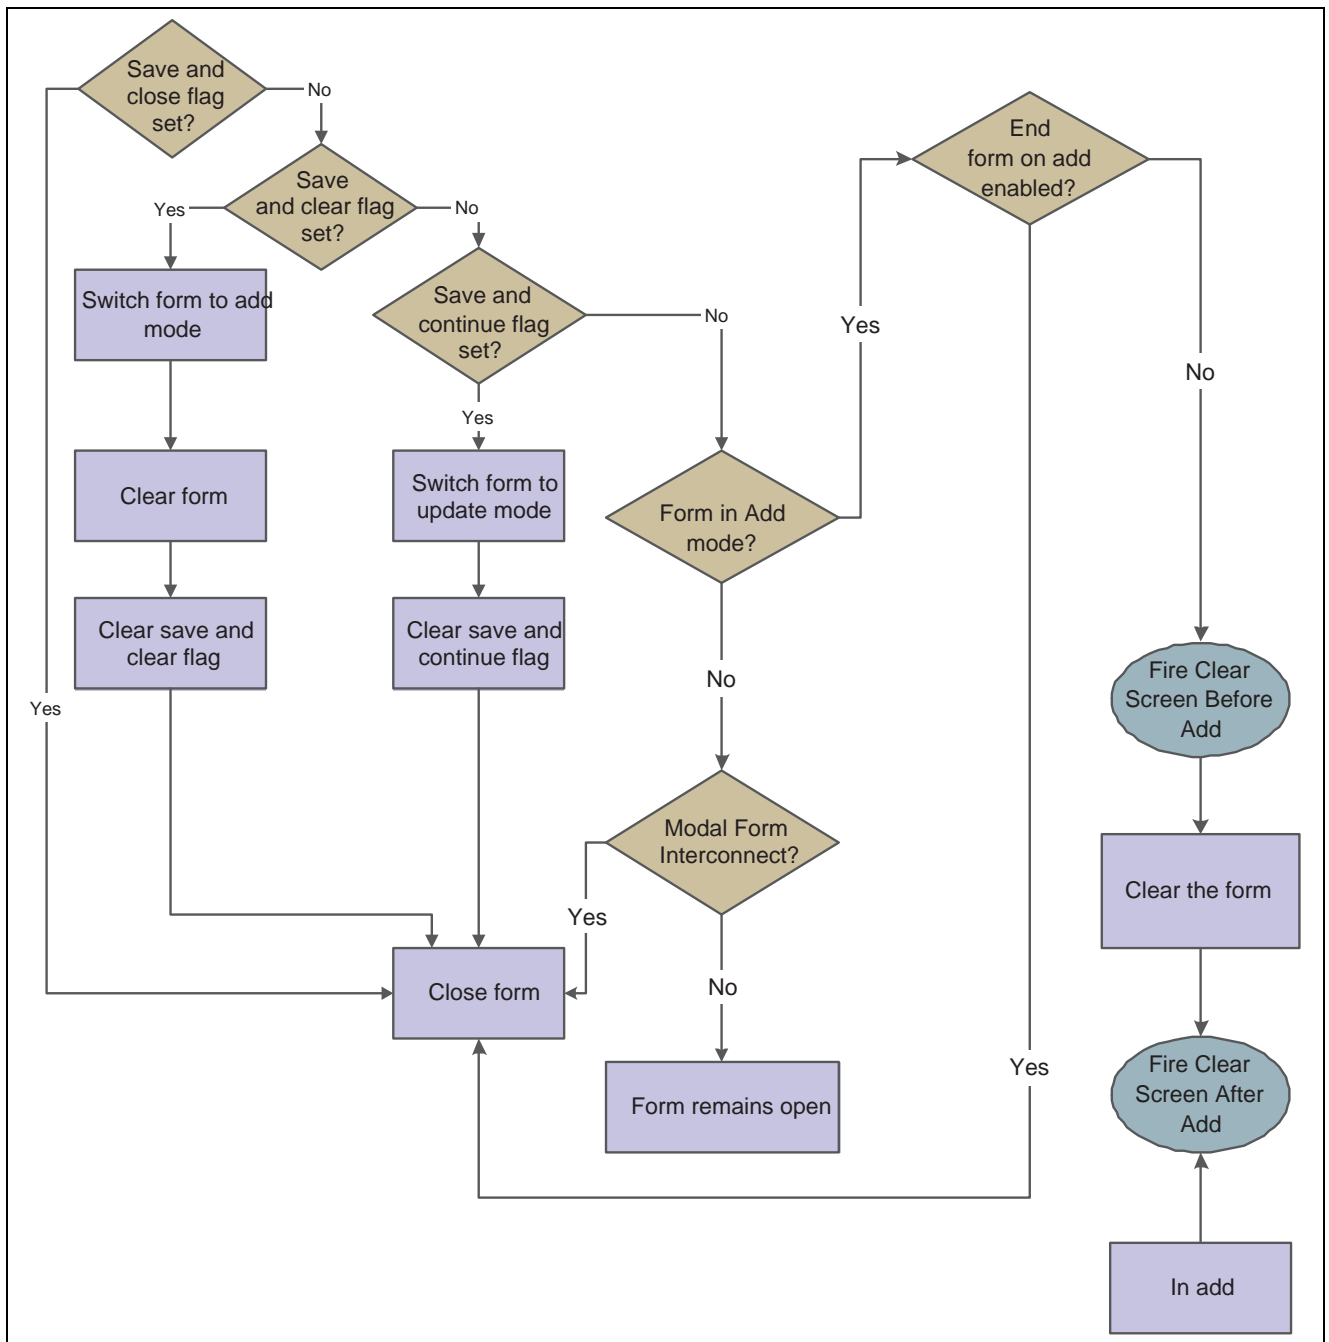 Save and
close flag
set?
No
End
form on add
enabled?
Save
and clear flag
set?
Yes
No
Switch form to add
mode
Save and
continue flag
set?
No
Yes
No
Yes
Clear form
Switch form to
update mode
Form in Add
mode?
Clear save and
clear flag
Clear save and
continue flag
No
Yes
Fire Clear
Screen Before
Add
Modal Form
Interconnect?
Clear the form
Yes
Close form
No
Yes
Form remains open
Fire Clear
Screen After
Add
In add